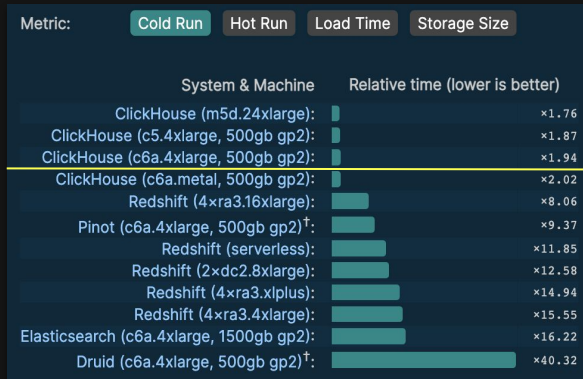 Metric: Cold Run Hot Run Load Time Storage Size
System & Machine Relative time (lower is better)
ClickHouse (m5d.24xlarge): ×1.76
ClickHouse (c5.4xlarge, 500gb gp2): ×1.87
ClickHouse (c6a.4xlarge, 500gb gp2): ×1.94
ClickHouse (c6a.metal, 500gb gp2): ×2.02
Redshift (4×ra3.16xlarge): ×8.06
Pinot (c6a.4xlarge, 500gb gp2)†: ×9.37
Redshift (serverless): ×11.85
Redshift (2×dc2.8xlarge): ×12.58
Redshift (4×ra3.xlplus): ×14.94
Redshift (4×ra3.4xlarge): ×15.55
Elasticsearch (c6a.4xlarge, 1500gb gp2): ×16.22
Druid (c6a.4xlarge, 500gb gp2)†: ×40.32